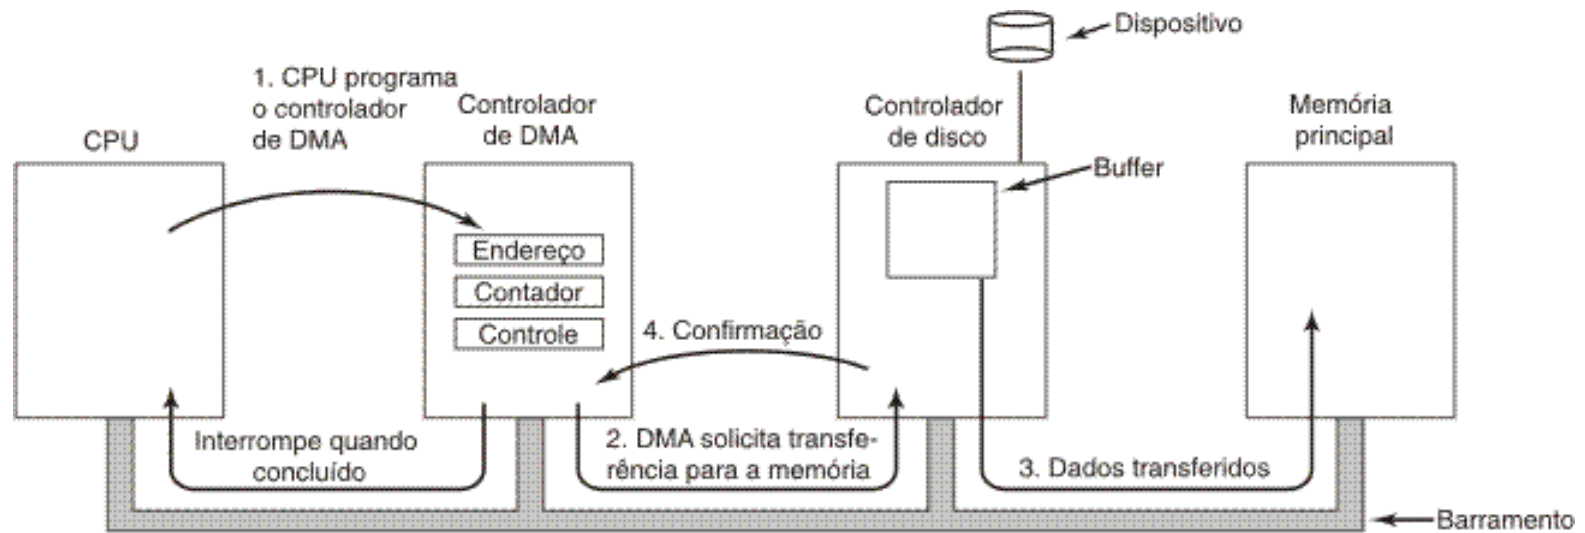 Dispositivo
1. CPU programa
o controlador
de DMA
Controlador
de DMA
Controlador
de disco
Memória
principal
CPU
Buffer
Endereço
Contador
Controle
4. Confirmação
Interrompe quando
concluído
2. DMA solicita transfe-
rência para a memória
3. Dados transferidos
Barramento